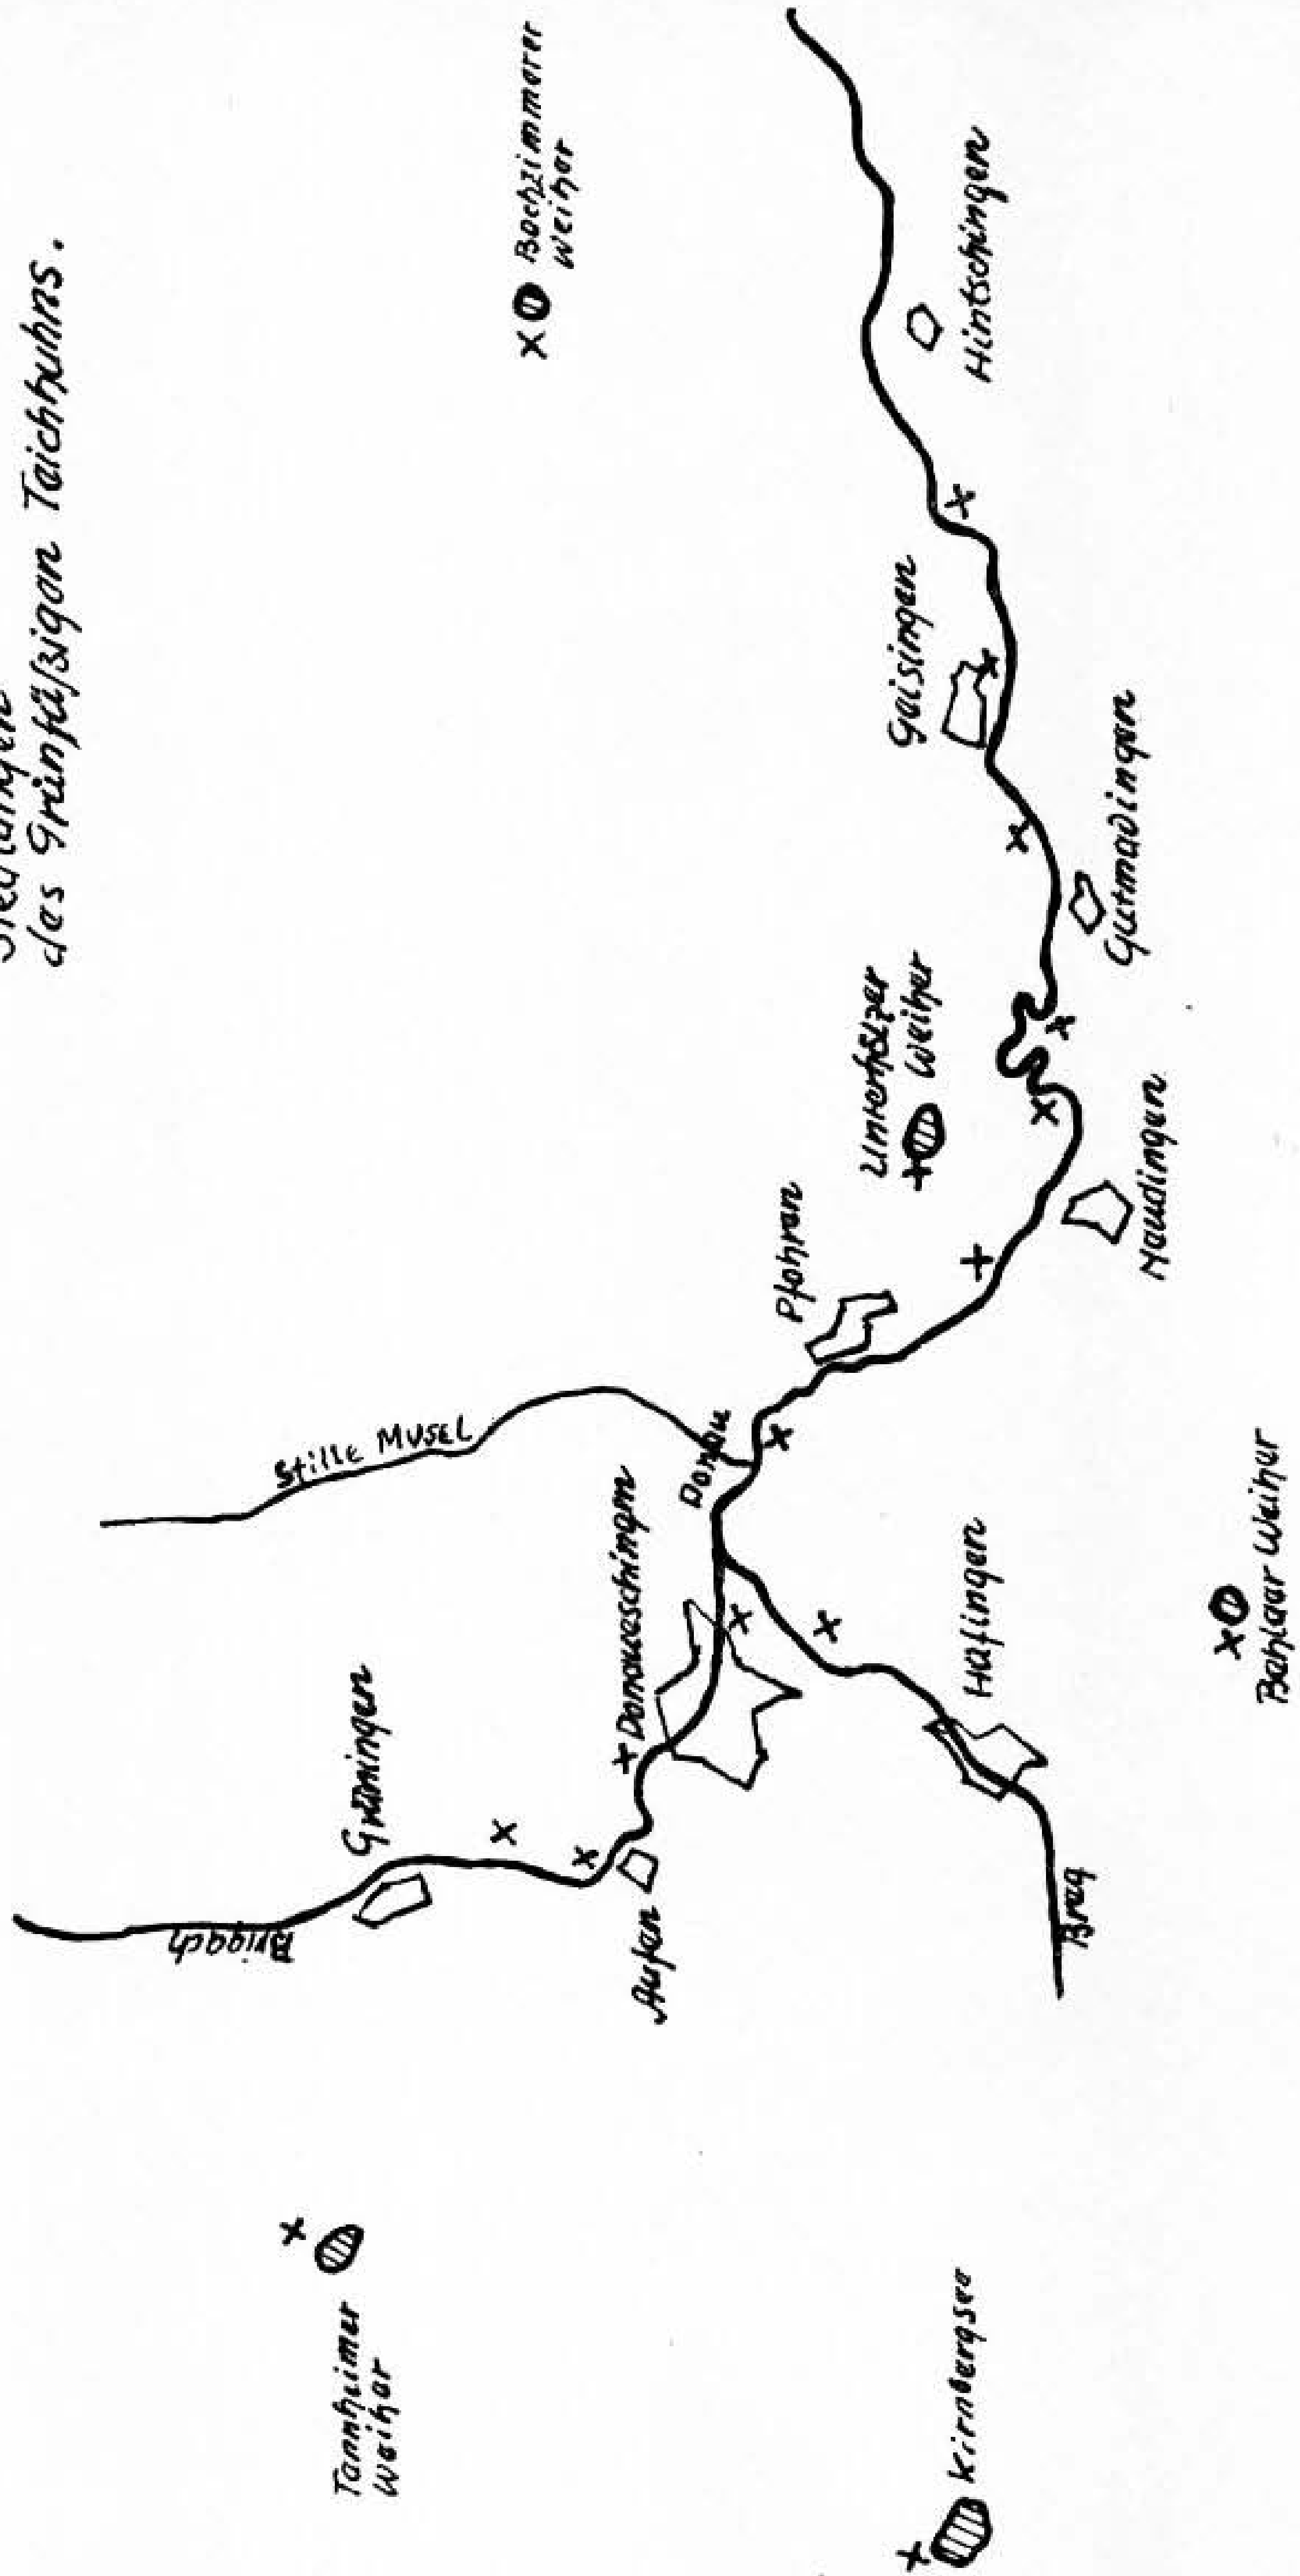 Siedlungen
des Grünfüßigen Teichhuhns.
Bachzimmerer
Weiher
Hintschingen
Geisingen
Gutmadingen
Unterhölzer
Weiher
Neudingen
Pfohren
Stille MUSEL
Donau
Donaueschingen
Hüfingen
Behlaer Weiher
Grüningen
Brigach
Aufen
Breg
Tannheimer
Weiher
Kirnbergsee